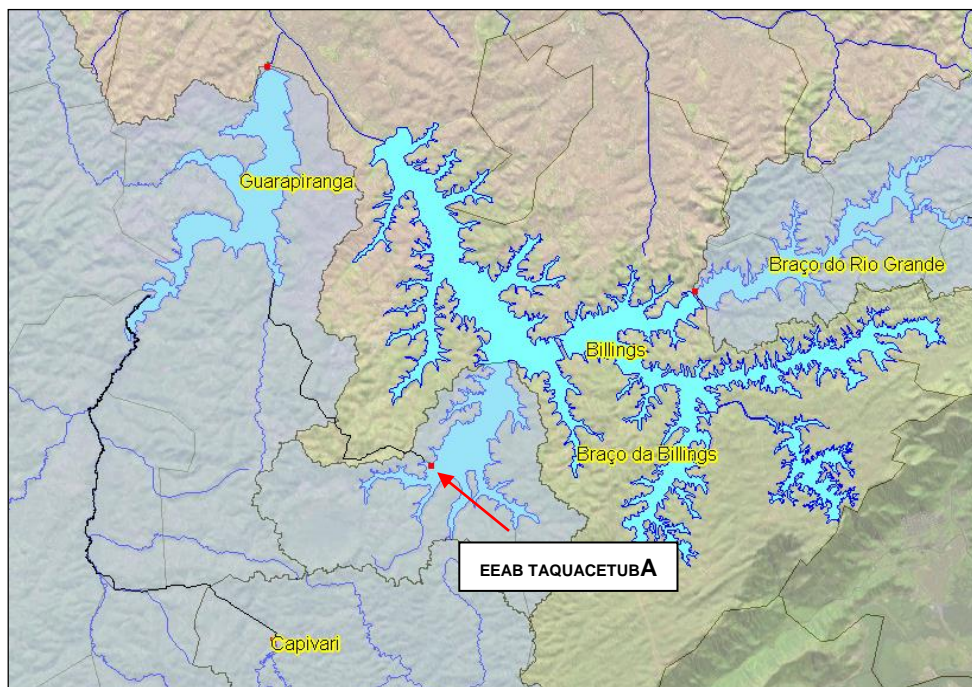 Guarapiranga
Braço do Rio Grande
Billings
Braço da Billings
EEAB TAQUACETUBA
Capivari